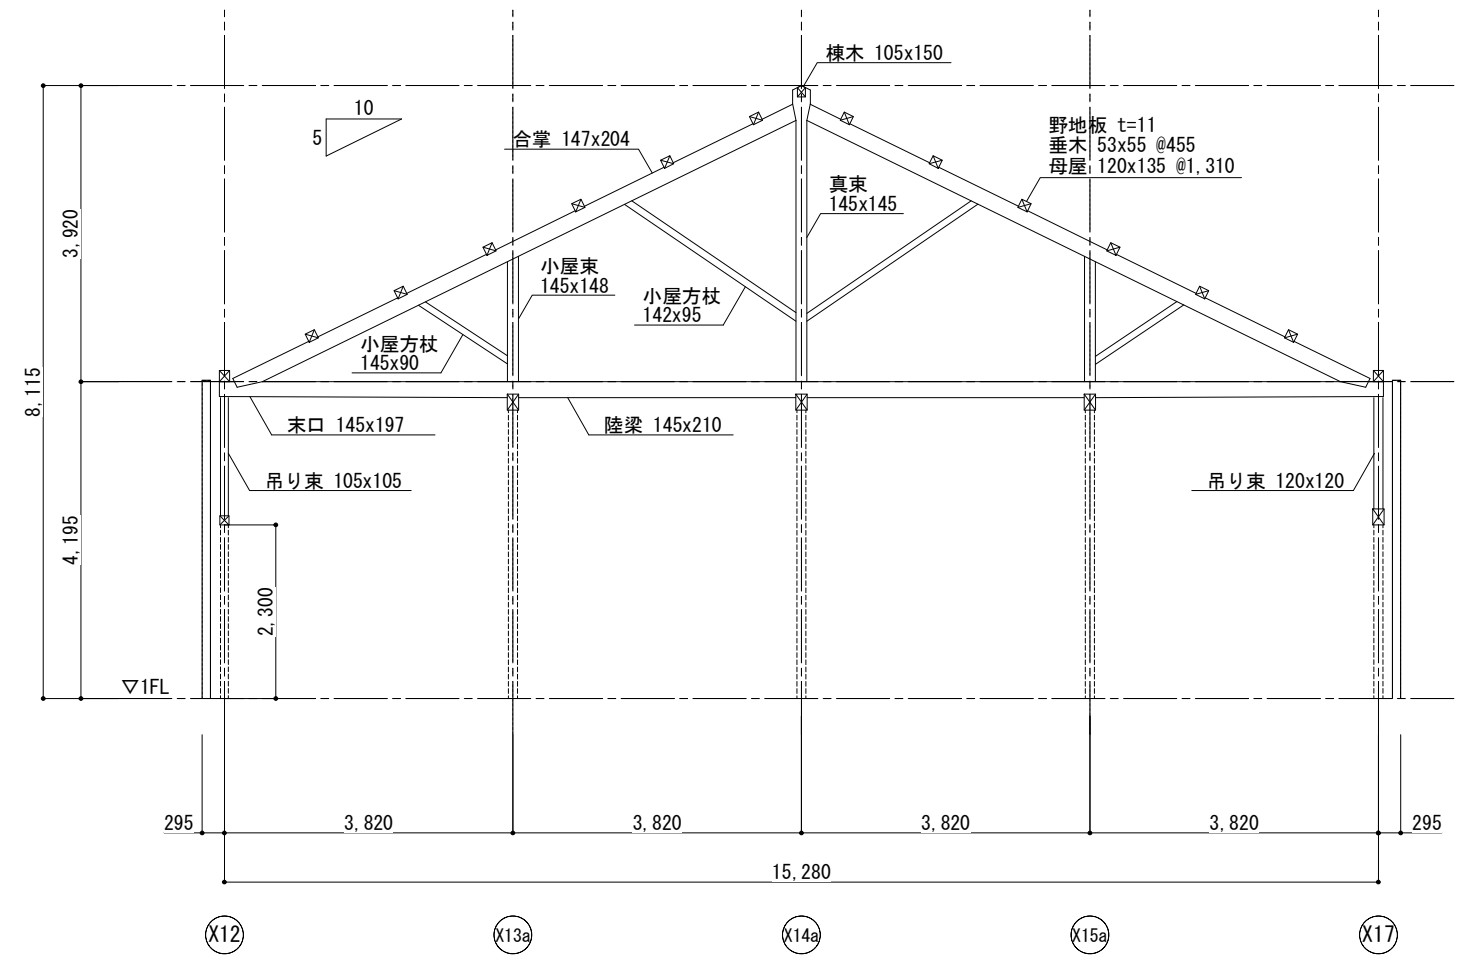 棟木 105x150
10
5
合掌 147x204
野地板 t=11
垂木 53x55 @455
母屋 120x135 @1,310
真束
145x145
3,920
小屋束
145x148
小屋方杖
142x95
小屋方杖
145x90
8,115
末口 145x197
陸梁 145x210
吊り束 105x105
吊り束 120x120
4,195
2,300
▽1FL
295
3,820
3,820
3,820
3,820
295
15,280
X12
X13a
X14a
X15a
X17